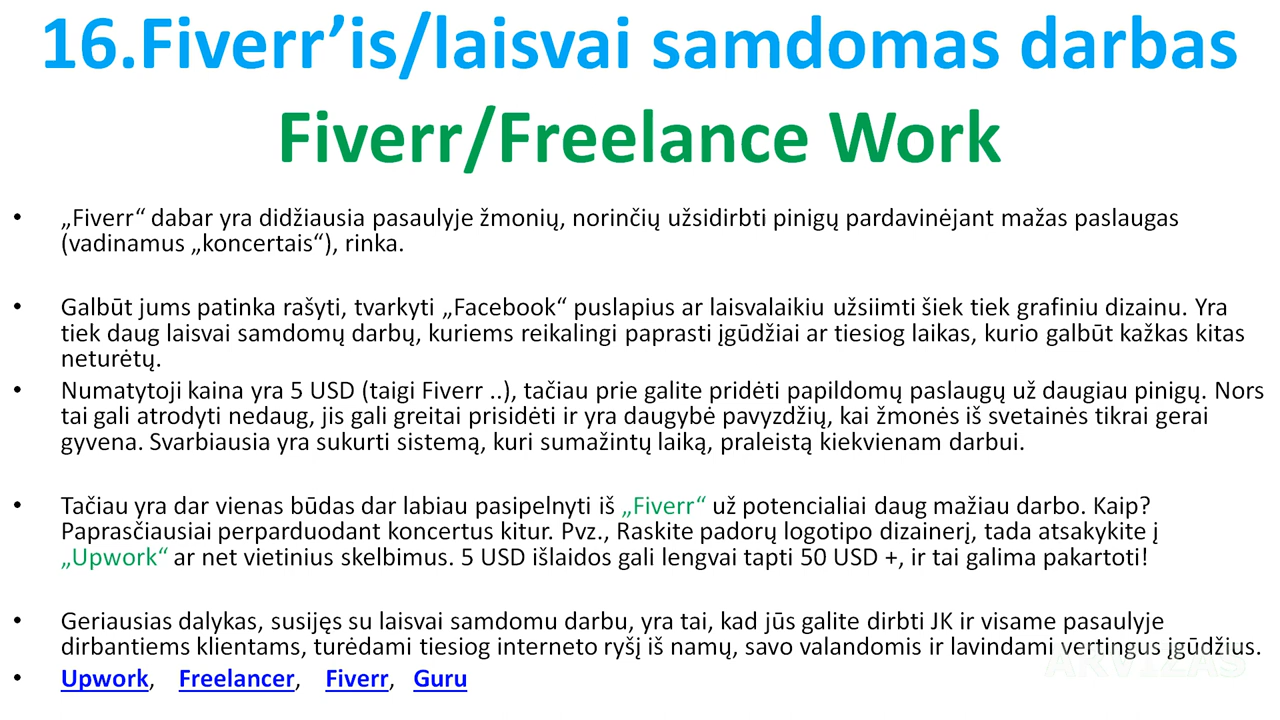 16.Fiverr’is/laisvai samdomas darbas
Fiverr/Freelance Work
• „Fiverr“ dabar yra didžiausia pasaulyje žmonių, norinčių užsidirbti pinigų pardavinėjant mažas paslaugas
(vadinamus „koncertais“), rinka.
• Galbūt jums patinka rašyti, tvarkyti „Facebook“ puslapius ar laisvalaikiu užsiimti šiek tiek grafiniu dizainu. Yra
tiek daug laisvai samdomų darbų, kuriems reikalingi paprasti įgūdžiai ar tiesiog laikas, kurio galbūt kažkas kitas
neturėtų.
• Numatytoji kaina yra 5 USD (taigi Fiverr ..), tačiau prie galite pridėti papildomų paslaugų už daugiau pinigų. Nors
tai gali atrodyti nedaug, jis gali greitai prisidėti ir yra daugybė pavyzdžių, kai žmonės iš svetainės tikrai gerai
gyvena. Svarbiausia yra sukurti sistemą, kuri sumažintų laiką, praleistą kiekvienam darbui.
• Tačiau yra dar vienas būdas dar labiau pasipelnyti iš „Fiverr“ už potencialiai daug mažiau darbo. Kaip?
Paprasčiausiai perparduodant koncertus kitur. Pvz., Raskite padorų logotipo dizainerį, tada atsakykite į
„Upwork“ ar net vietinius skelbimus. 5 USD išlaidos gali lengvai tapti 50 USD +, ir tai galima pakartoti!
• Geriausias dalykas, susijęs su laisvai samdomu darbu, yra tai, kad jūs galite dirbti JK ir visame pasaulyje
dirbantiems klientams, turėdami tiesiog interneto ryšį iš namų, savo valandomis ir lavindami vertingus įgūdžius.
• Upwork, Freelancer, Fiverr, Guru
ARVIZAS